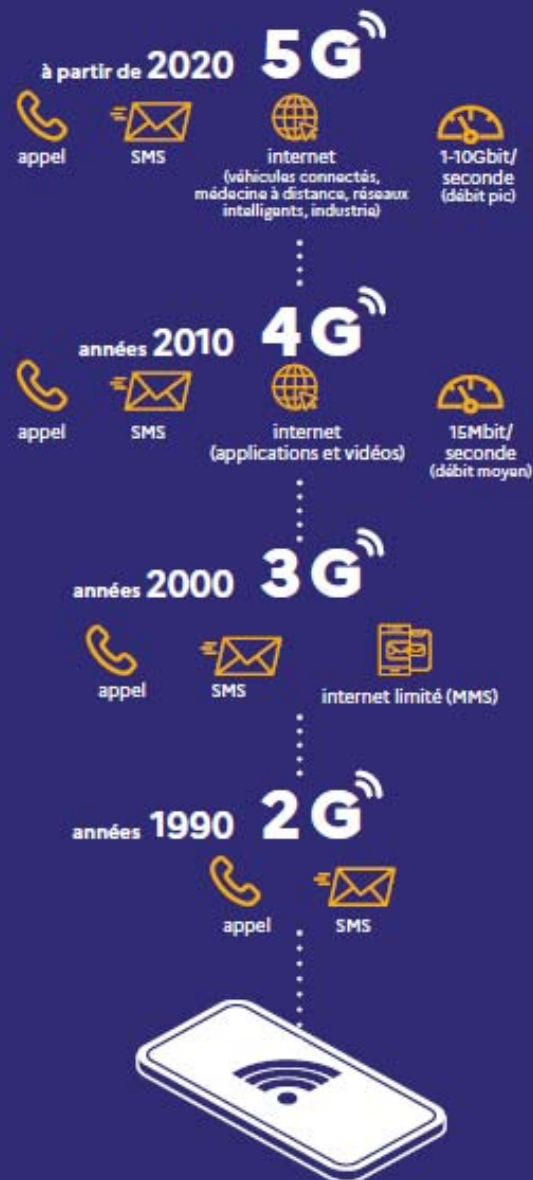 à partir de 2020 5G
appel
SMS
internet
(véhicules connectés,
médecine à distance, réseaux
intelligents, industrie)
1-10Gbit/
seconde
(débit pic)
années 2010 4G
appel
SMS
internet
(applications et vidéos)
15Mbit/
seconde
(débit moyen)
années 2000 3G
appel
SMS
internet limité (MMS)
années 1990 2G
appel
SMS